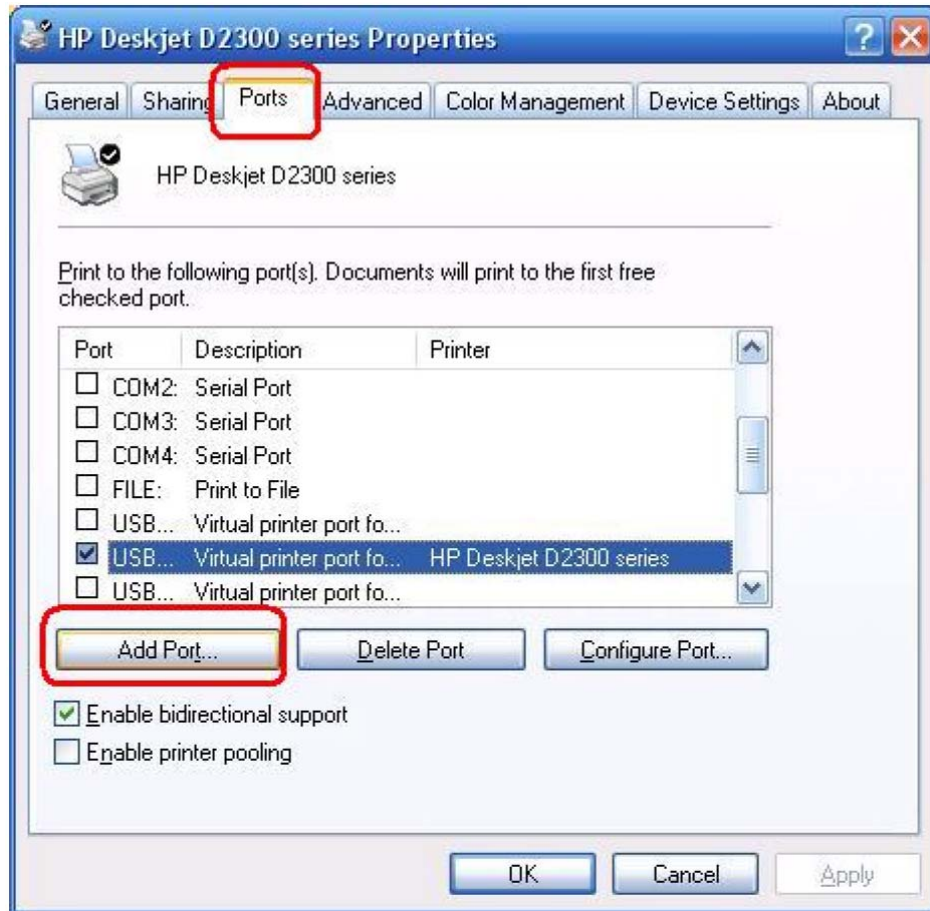 HP Deskjet D2300 series Properties
General Sharing Ports Advanced Color Management Device Settings About
HP Deskjet D2300 series
Print to the following port(s). Documents will print to the first free
checked port.
Port Description Printer
COM2: Serial Port
COM3: Serial Port
COM4: Serial Port
FILE: Print to File
USB... Virtual printer port fo...
USB... Virtual printer port fo... HP Deskjet D2300 series
USB... Virtual printer port fo...
Add Port... Delete Port Configure Port...
Enable bidirectional support
Enable printer pooling
OK Cancel Apply